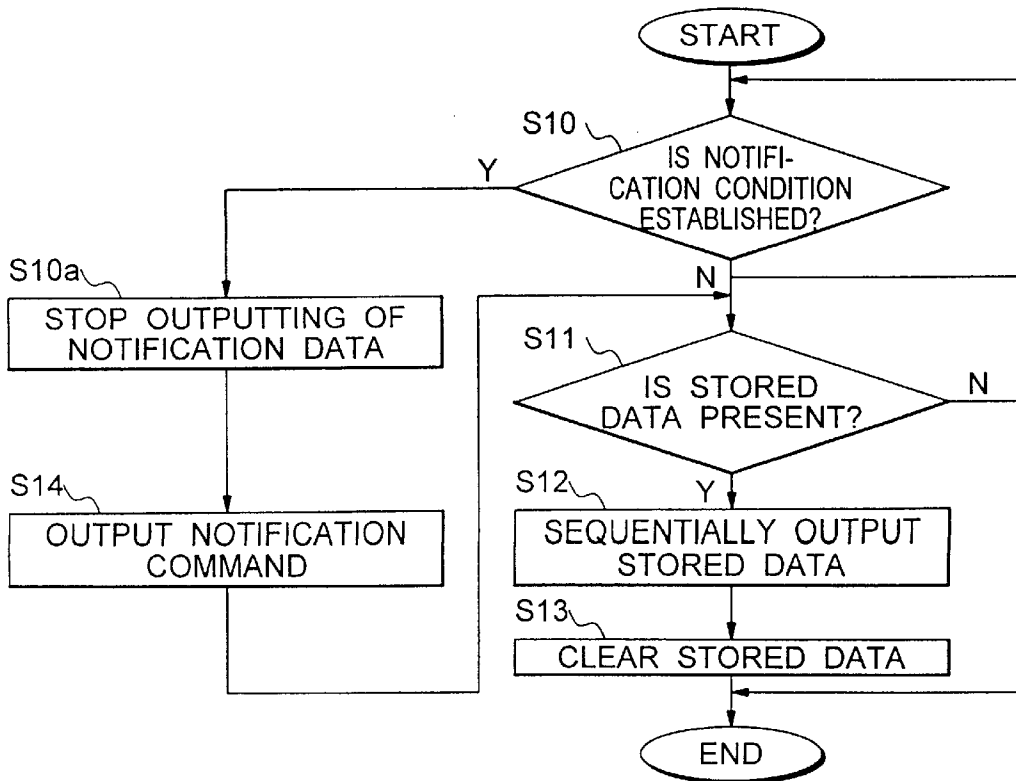 START
S10
IS NOTIFI-
CATION CONDITION
ESTABLISHED?
Y
N
S10a
STOP OUTPUTTING OF
NOTIFICATION DATA
S14
OUTPUT NOTIFICATION
COMMAND
S11
IS STORED
DATA PRESENT?
N
Y
S12
SEQUENTIALLY OUTPUT
STORED DATA
S13
CLEAR STORED DATA
END